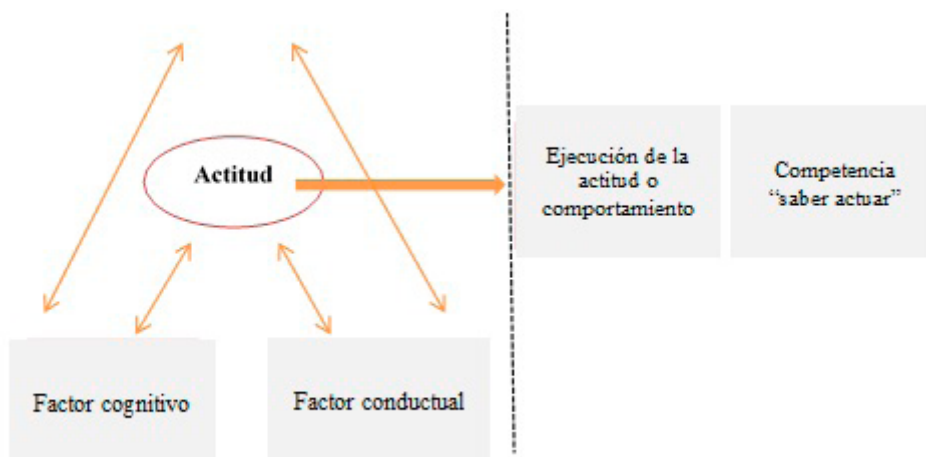 Actitud
Ejecución de la
actitud o
comportamiento
Competencia
“saber actuar”
Factor cognitivo
Factor conductual